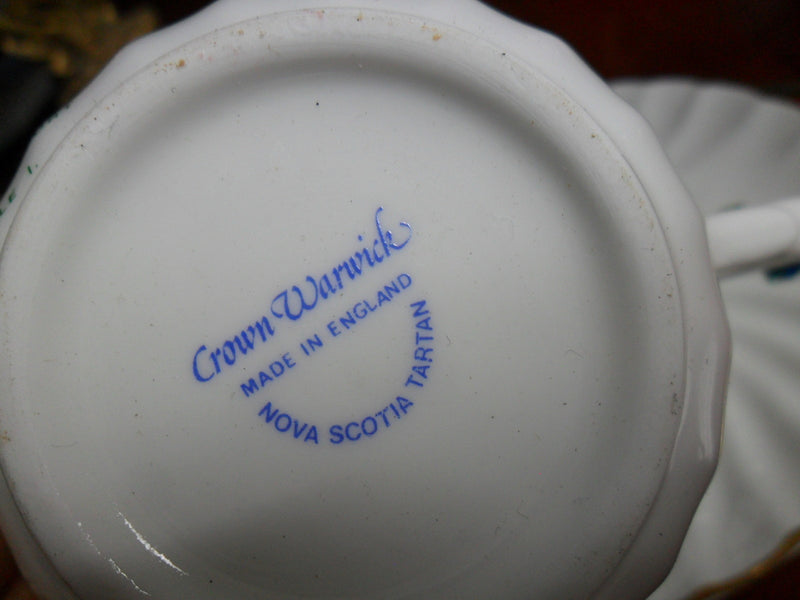 Crown Warwick
MADE IN ENGLAND
NOVA SCOTIA TARTAN